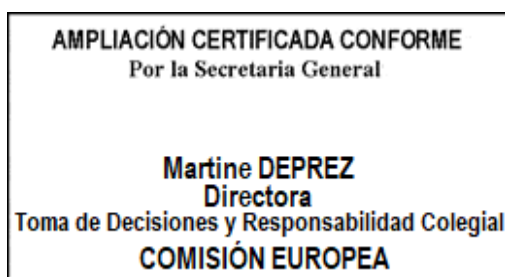 AMPLIACIÓN CERTIFICADA CONFORME
Por la Secretaria General
Martine DEPREZ
Directora
Toma de Decisiones y Responsabilidad Colegial
COMISIÓN EUROPEA